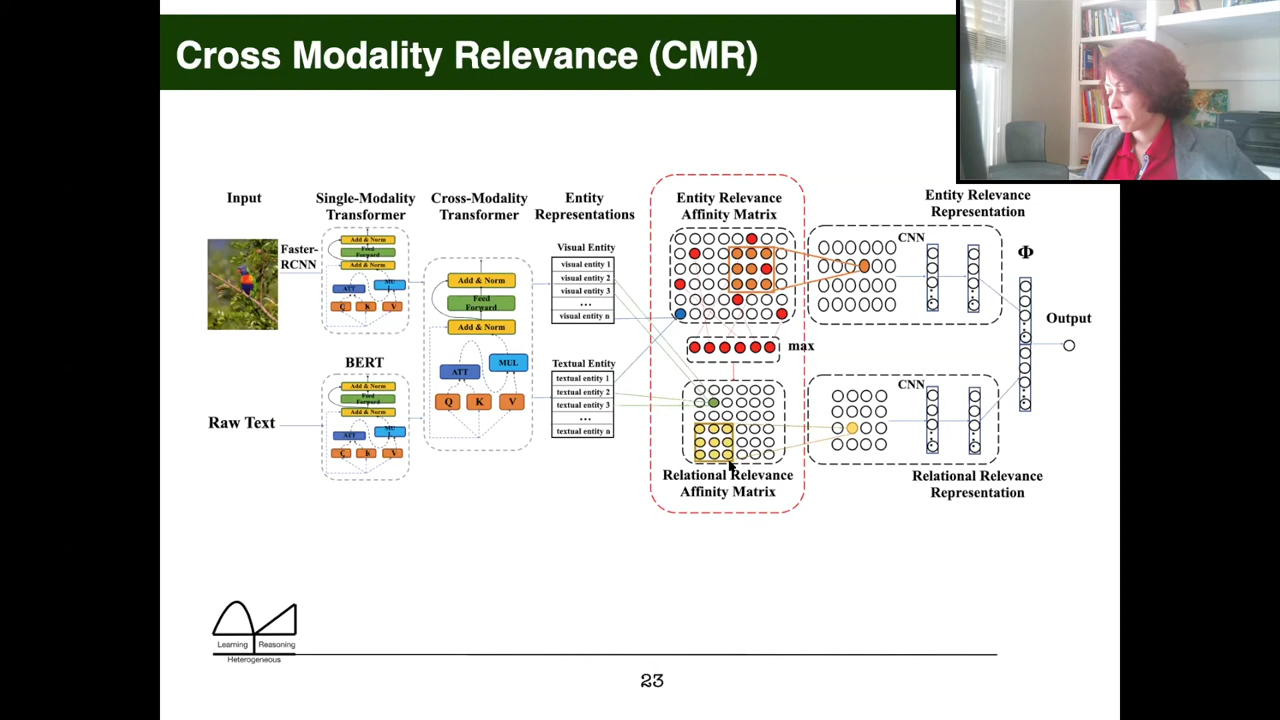 Cross Modality Relevance (CMR)
Input
Single-Modality
Transformer
Cross-Modality
Transformer
Entity
Representations
Entity Relevance
Affinity Matrix
Entity Relevance
Representation
Faster-
RCNN
Add & Norm
Feed
Forward
Add & Norm
ATT
MUL
Q K V
Add & Norm
Feed
Forward
Add & Norm
ATT
MUL
Q K V
Visual Entity
visual entity 1
visual entity 2
visual entity 3
...
visual entity n
CNN
Φ
Output
max
BERT
Raw Text
Add & Norm
Feed
Forward
Add & Norm
ATT
Q K V
Textual Entity
textual entity 1
textual entity 2
textual entity 3
...
textual entity n
CNN
Relational Relevance
Affinity Matrix
Relational Relevance
Representation
Learning Reasoning
Heterogeneous
23